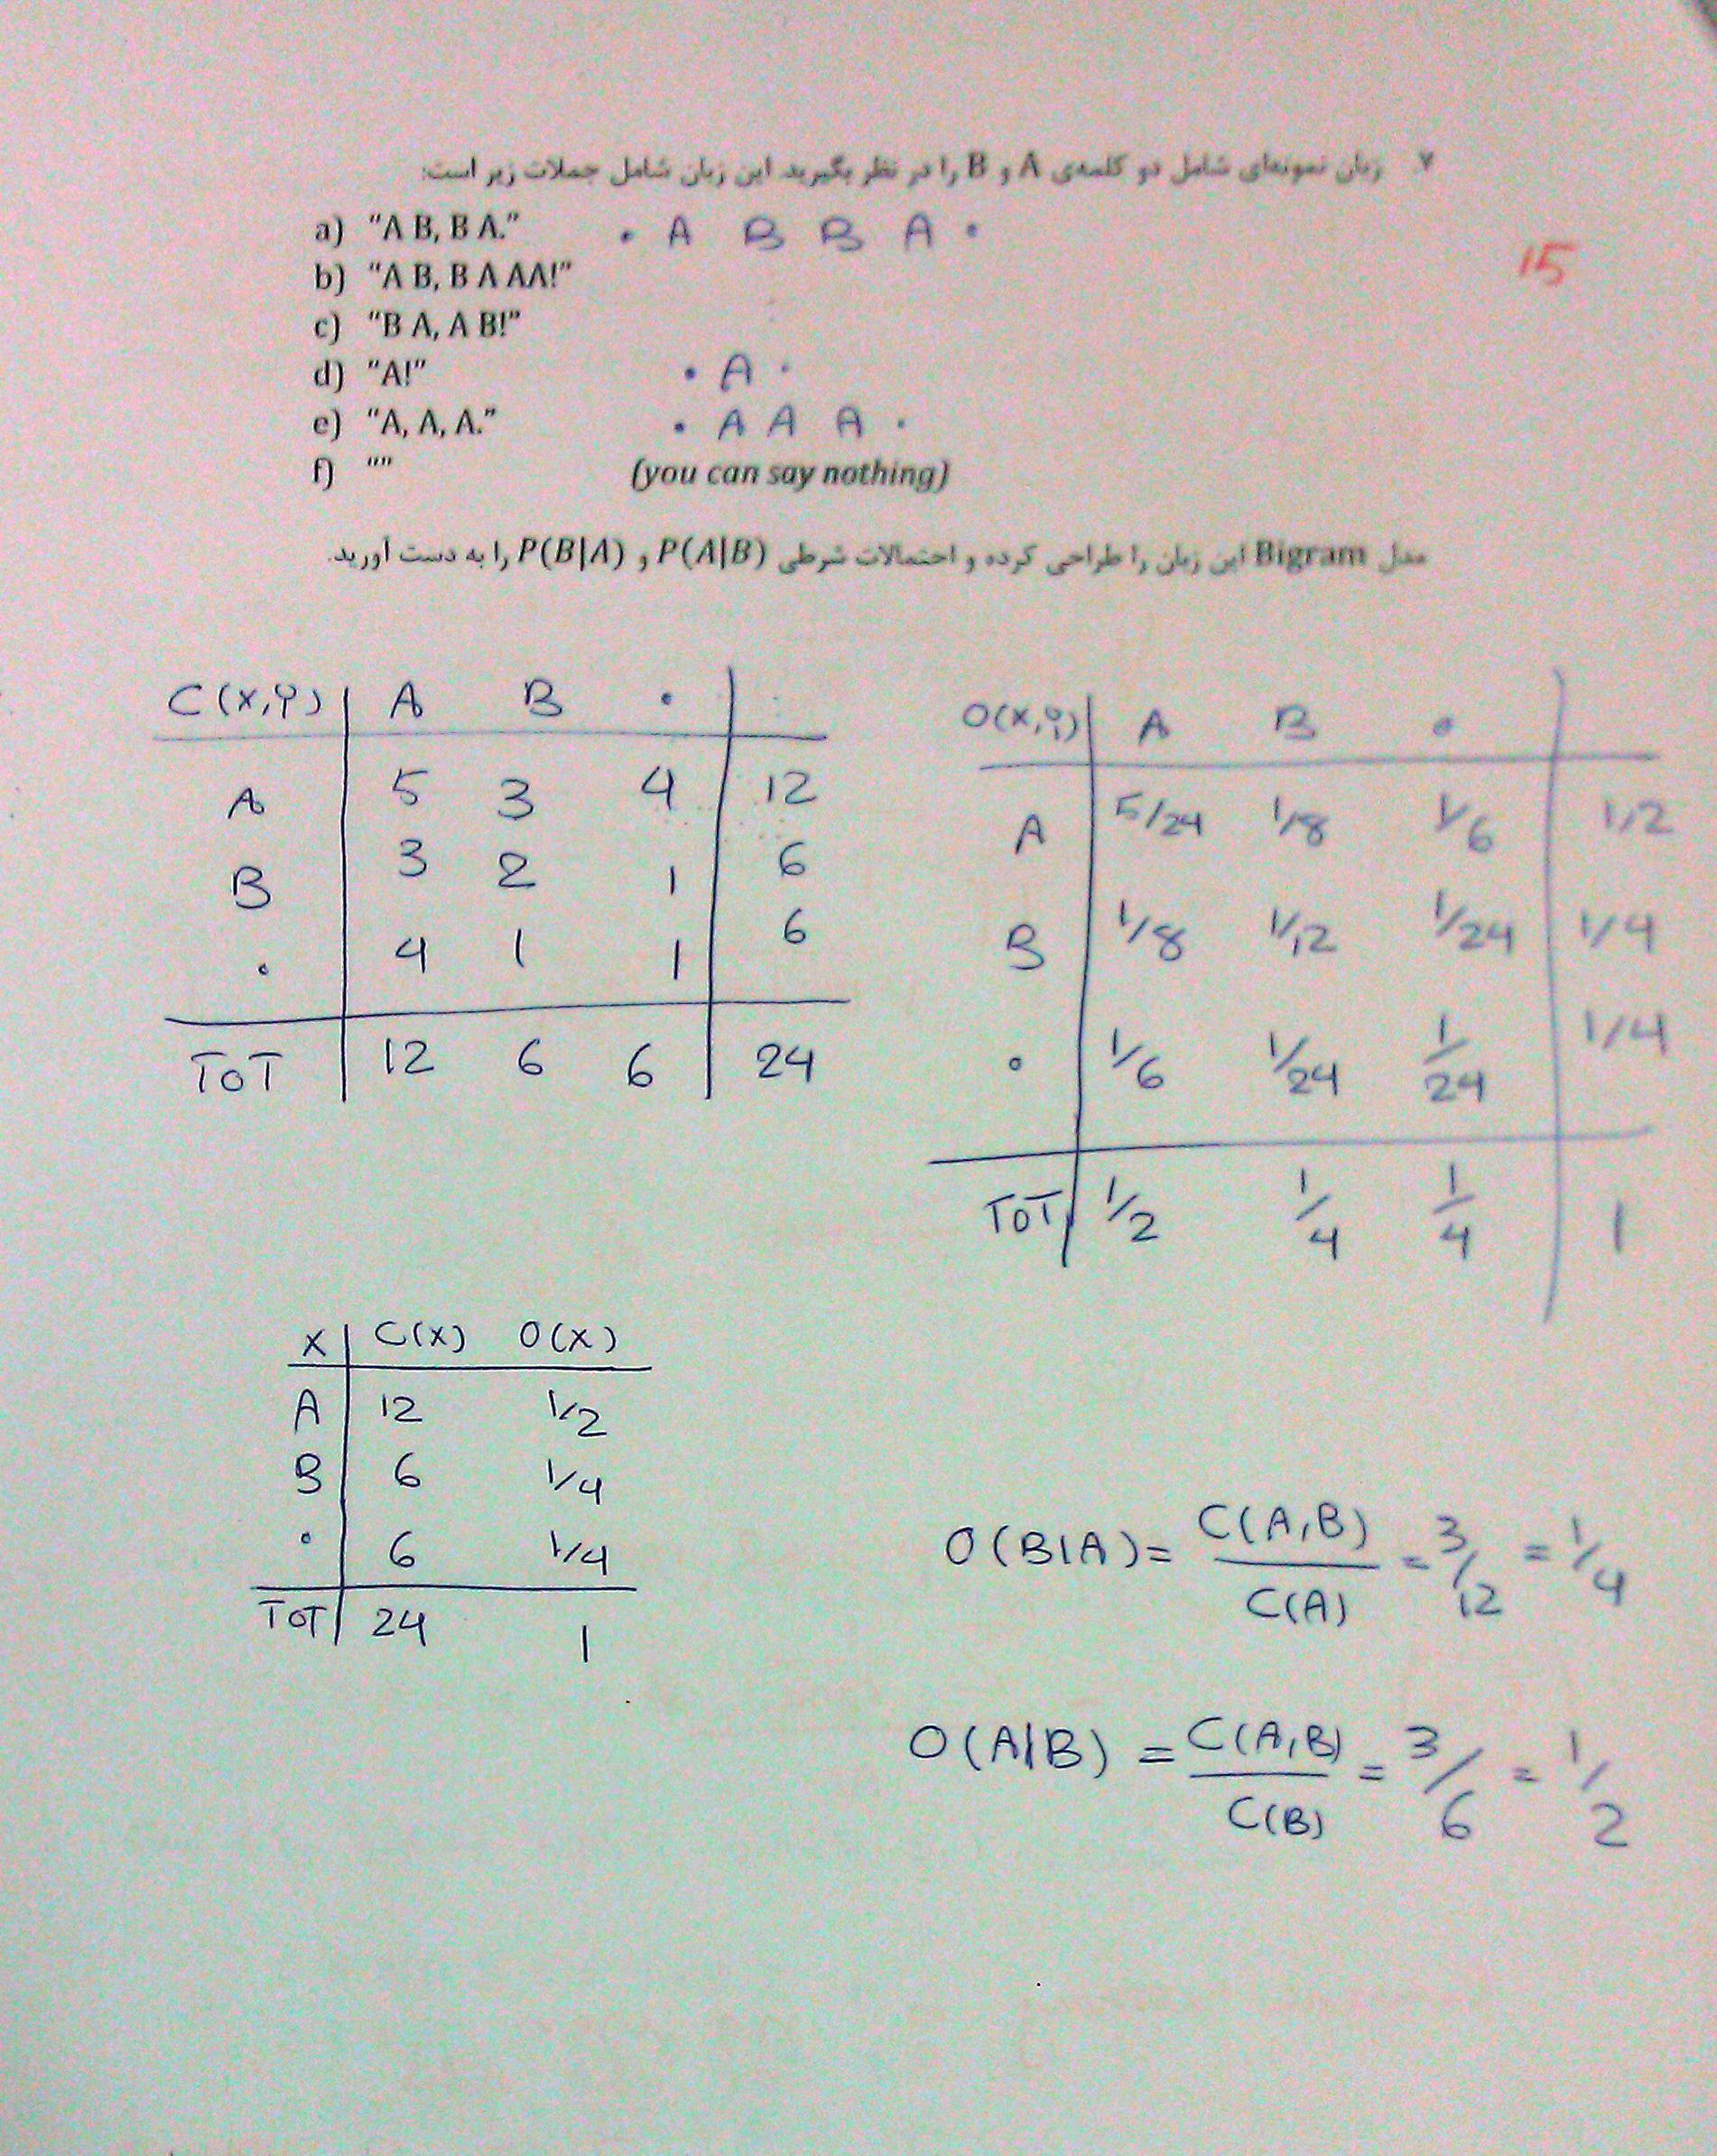 ۷. زبان نمونه‌ای شامل دو کلمه‌ی A و B را در نظر بگیرید این زبان شامل جملات زیر است:
a) “A B, B A.” . A B B A .
15
b) “A B, B A AA!”
c) “B A, A B!”
d) “A!” . A .
e) “A, A, A.” . A A A .
f) “” (you can say nothing)
مدل Bigram این زبان را طراحی کرده و احتمالات شرطی P(A|B) و P(B|A) را به دست آورید.
C(X,Y) A B .
A 5 3 4 12
B 3 2 1 6
. 4 1 1 6
TOT 12 6 6 24
O(X,Y) A B .
A 5/24 1/8 1/6 1/2
B 1/8 1/12 1/24 1/4
. 1/6 1/24 1/24 1/4
TOT 1/2 1/4 1/4 1
X C(X) O(X)
A 12 1/2
B 6 1/4
. 6 1/4
TOT 24 1
O(B|A) = C(A,B) / C(A) = 3/12 = 1/4
O(A|B) = C(A,B) / C(B) = 3/6 = 1/2